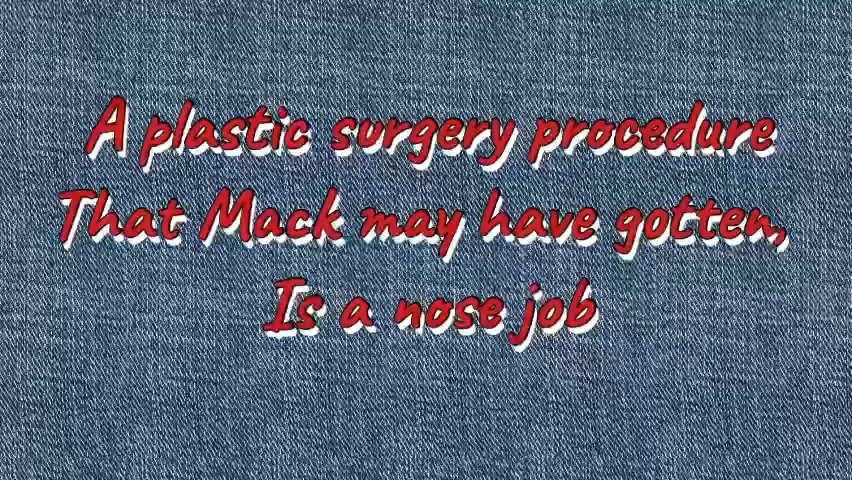 A plastic surgery procedure
That Mack may have gotten,
Is a nose job